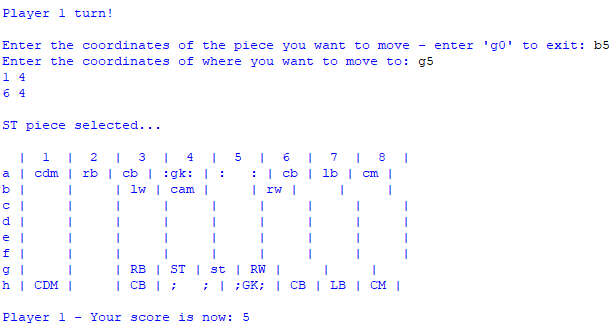 Player 1 turn!

Enter the coordinates of the piece you want to move - enter 'g0' to exit: b5
Enter the coordinates of where you want to move to: g5
1 4
6 4

ST piece selected...

  |  1  |  2  |  3  |  4  |  5  |  6  |  7  |  8  |
a | cdm | rb | cb | :gk: | :   : | cb | lb | cm |
b |     |     | lw | cam |     | rw |     |     |
c |     |     |     |     |     |     |     |     |
d |     |     |     |     |     |     |     |     |
e |     |     |     |     |     |     |     |     |
f |     |     |     |     |     |     |     |     |
g |     |     | RB | ST | st | RW |     |     |
h | CDM |     | CB | ;   ; | ;GK; | CB | LB | CM |

Player 1 - Your score is now: 5